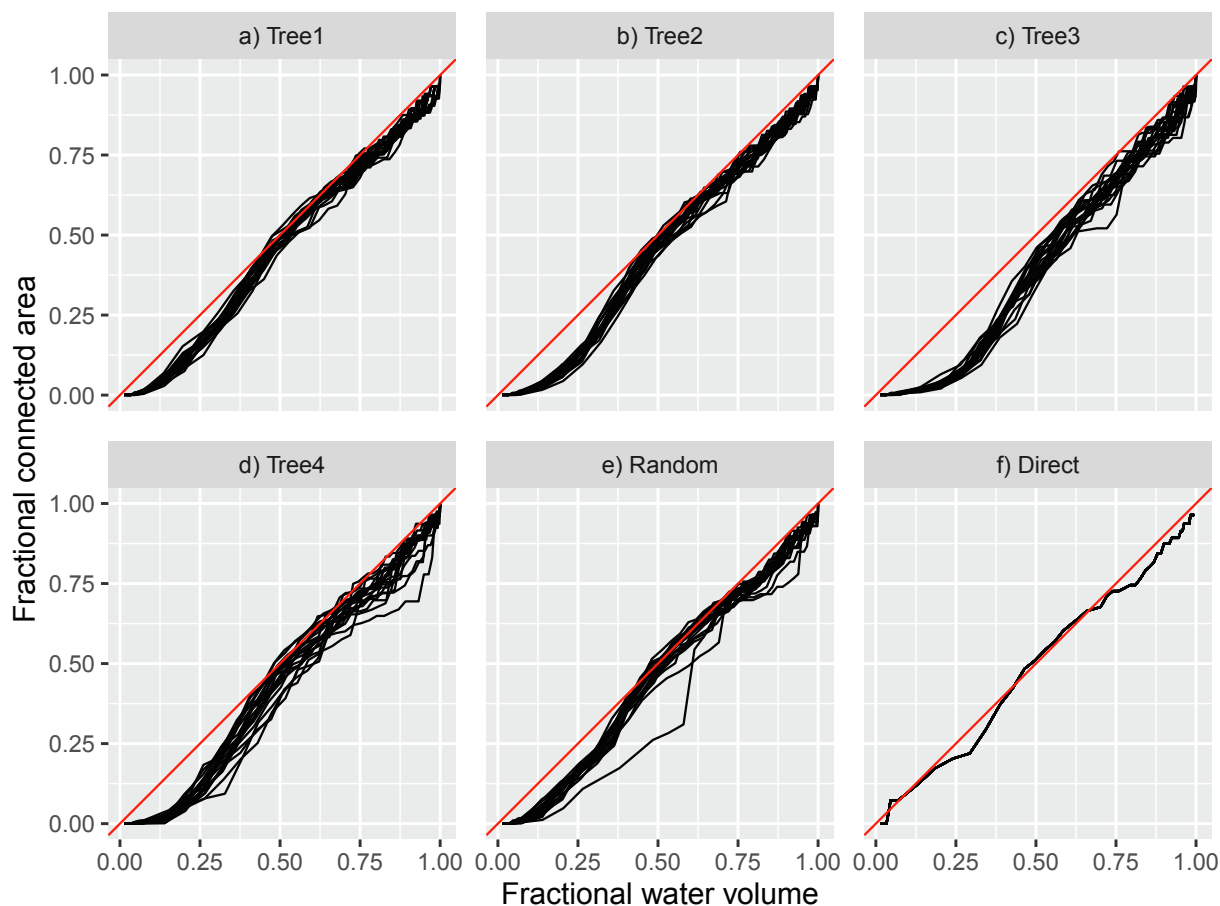 a) Tree1
b) Tree2
c) Tree3
1.00
0.75
0.50
0.25
0.00
Fractional connected area
d) Tree4
e) Random
f) Direct
1.00
0.75
0.50
0.25
0.00
0.00 0.25 0.50 0.75 1.00
0.00 0.25 0.50 0.75 1.00
0.00 0.25 0.50 0.75 1.00
Fractional water volume